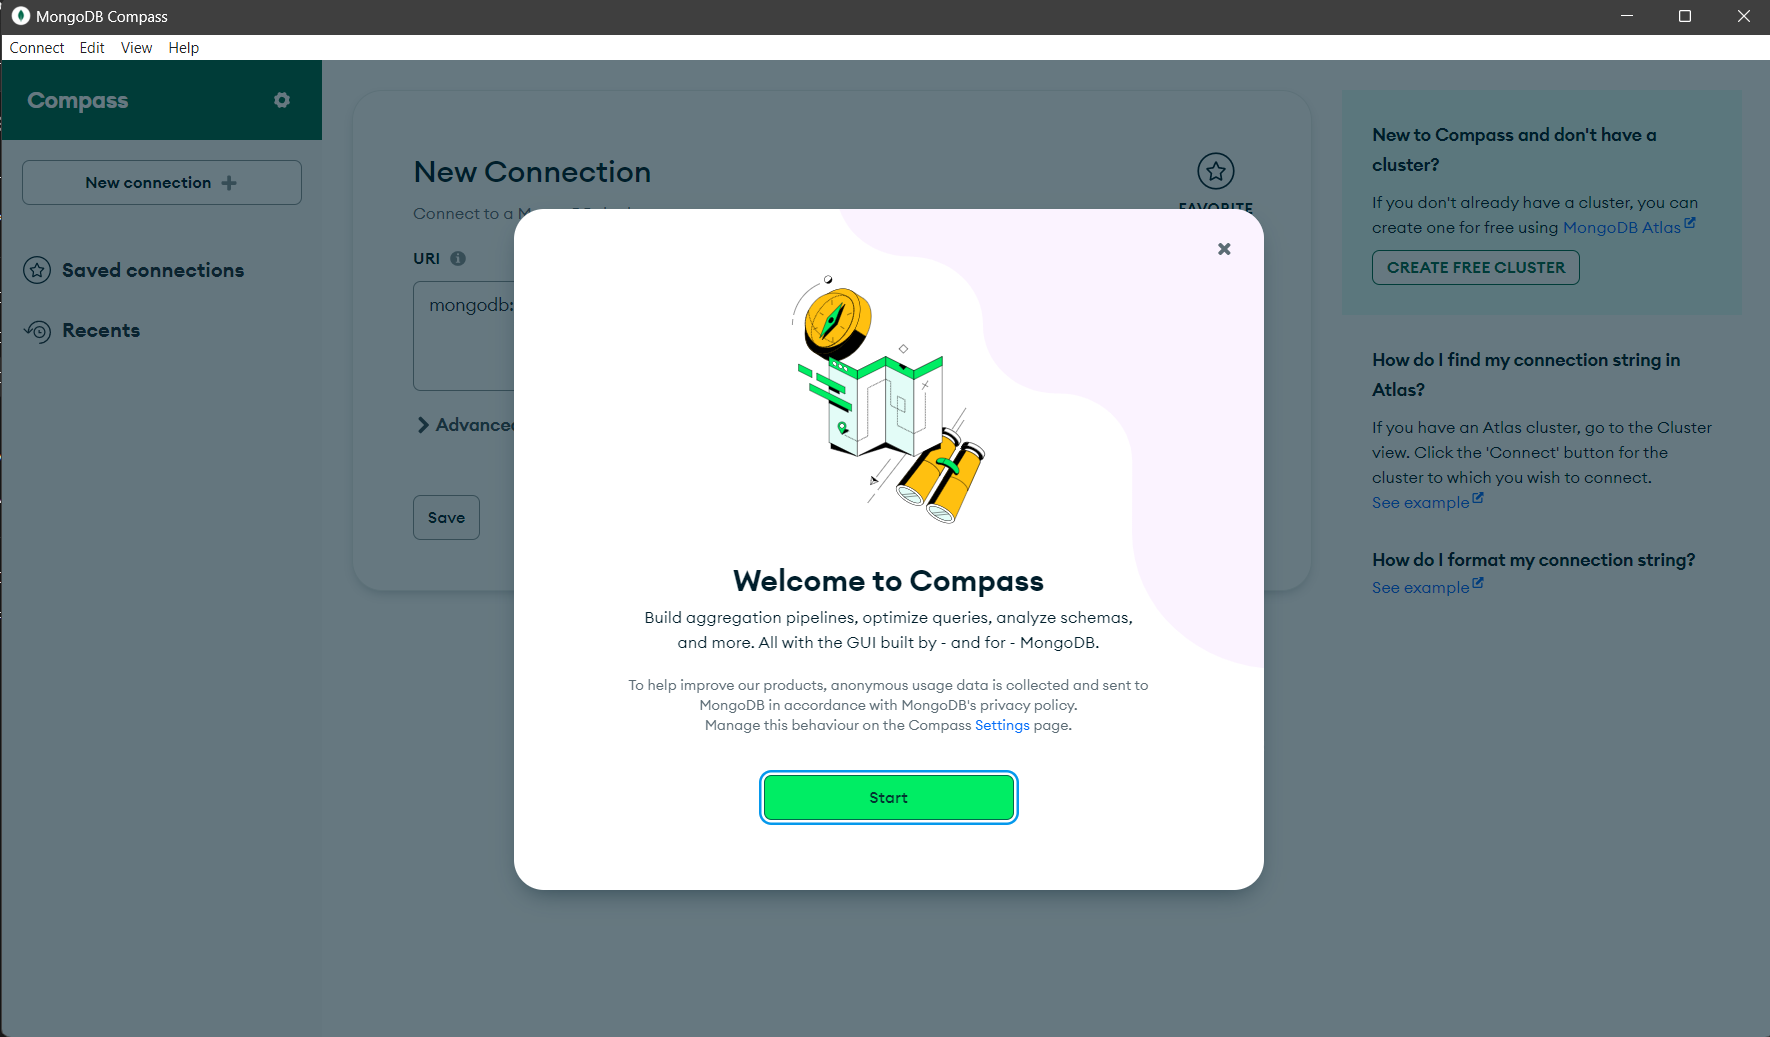 MongoDB Compass
Connect Edit View Help
Compass
New connection
Saved connections
Recents
New Connection
Connect to a
FAVORITE
URI
mongodb:
Advanced
Save
Welcome to Compass
Build aggregation pipelines, optimize queries, analyze schemas,
and more. All with the GUI built by - and for - MongoDB.
To help improve our products, anonymous usage data is collected and sent to
MongoDB in accordance with MongoDB's privacy policy.
Manage this behaviour on the Compass Settings page.
Start
New to Compass and don't have a
cluster?
If you don't already have a cluster, you can
create one for free using MongoDB Atlas
CREATE FREE CLUSTER
How do I find my connection string in
Atlas?
If you have an Atlas cluster, go to the Cluster
view. Click the 'Connect' button for the
cluster to which you wish to connect.
See example
How do I format my connection string?
See example